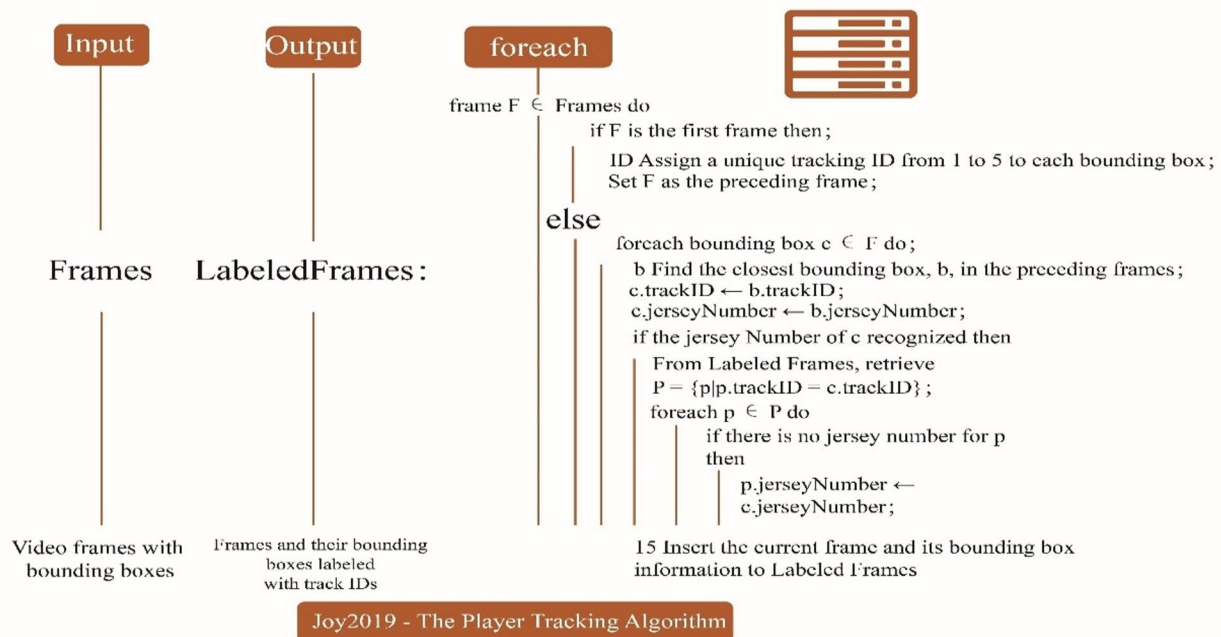 Input
Output
foreach
frame F ∈ Frames do
if F is the first frame then;
ID Assign a unique tracking ID from 1 to 5 to each bounding box;
Set F as the preceding frame;
else
foreach bounding box c ∈ F do;
b Find the closest bounding box, b, in the preceding frames;
c.trackID ← b.trackID;
c.jerseyNumber ← b.jerseyNumber;
if the jersey Number of c recognized then
From Labeled Frames, retrieve
P = {p|p.trackID = c.trackID};
foreach p ∈ P do
if there is no jersey number for p
then
p.jerseyNumber ←
c.jerseyNumber;
Frames
LabeledFrames:
Video frames with
bounding boxes
Frames and their bounding
boxes labeled
with track IDs
15 Insert the current frame and its bounding box
information to Labeled Frames
Joy2019 - The Player Tracking Algorithm